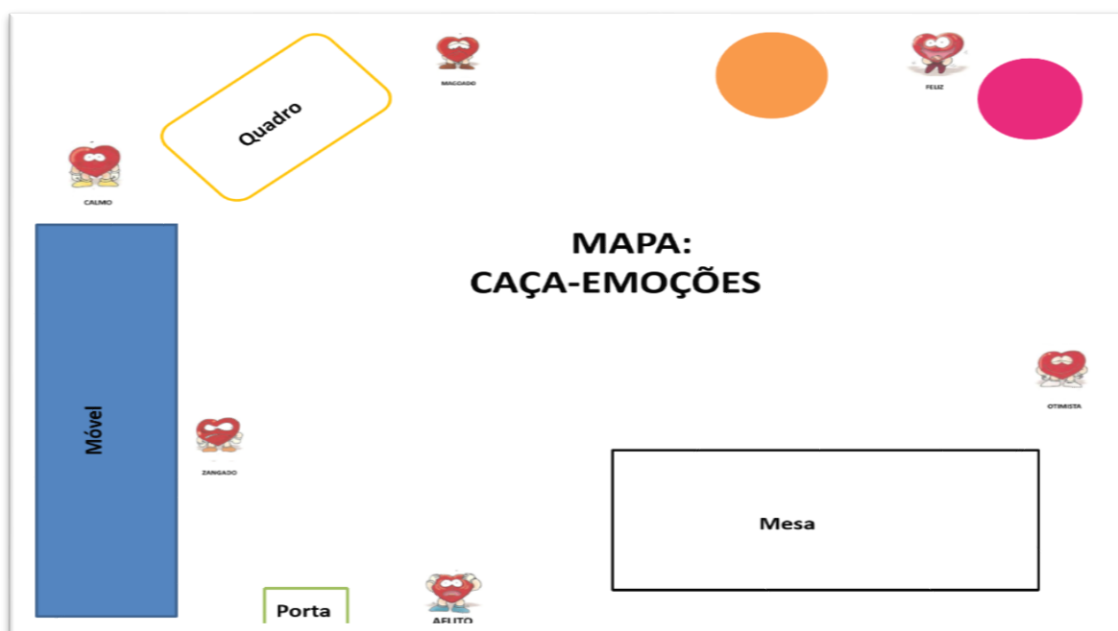 MAGOADO
FELIZ
Quadro
CALMO
MAPA:
CAÇA-EMOÇÕES
OTIMISTA
Móvel
ZANGADO
Mesa
Porta
AFLITO